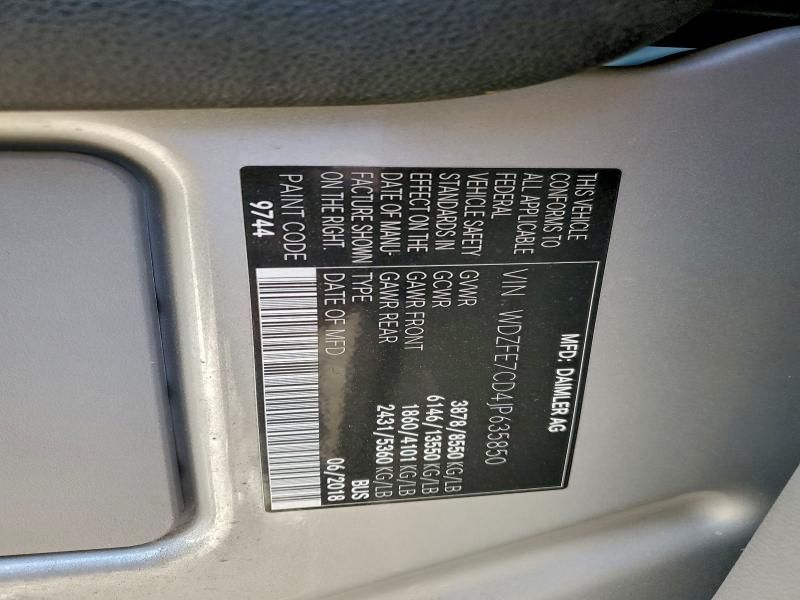 MFD: DAIMLER AG
VIN WDZFE7CD4JP635850
THIS VEHICLE
CONFORMS TO
ALL APPLICABLE
FEDERAL
VEHICLE SAFETY
STANDARDS IN
EFFECT ON THE
DATE OF MANU-
FACTURE SHOWN
ON THE RIGHT
GVWR 3878/8550 KG/LB
GCWR 6146/13550 KG/LB
GAWR FRONT 1860/4101 KG/LB
GAWR REAR 2431/5360 KG/LB
TYPE BUS
DATE OF MFD 06/2018
PAINT CODE
9744